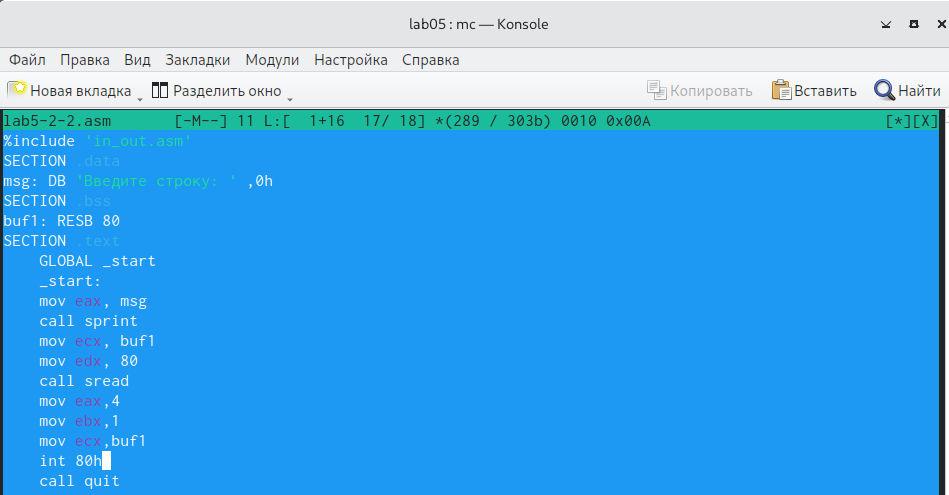 lab05 : mc — Konsole
Файл Правка Вид Закладки Модули Настройка Справка
Новая вкладка Разделить окно Копировать Вставить Найти
lab5-2-2.asm [-M--] 11 L:[ 1+16 17/ 18] *(289 / 303b) 0010 0x00A [*][X]
%include 'in_out.asm'
SECTION .data
msg: DB 'Введите строку: ' ,0h
SECTION .bss
buf1: RESB 80
SECTION .text
GLOBAL _start
_start:
mov eax, msg
call sprint
mov ecx, buf1
mov edx, 80
call sread
mov eax,4
mov ebx,1
mov ecx,buf1
int 80h
call quit